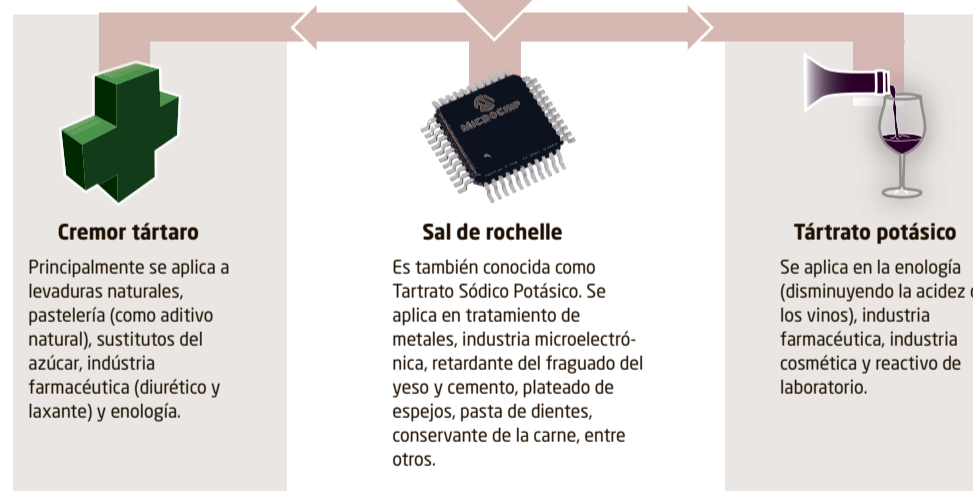 MICROCHIP
Cremor tártaro
Principalmente se aplica a
levaduras naturales,
pastelería (como aditivo
natural), sustitutos del
azúcar, indústria
farmacéutica (diurético y
laxante) y enología.
Sal de rochelle
Es también conocida como
Tartrato Sódico Potásico. Se
aplica en tratamiento de
metales, industria microelectró-
nica, retardante del fraguado del
yeso y cemento, plateado de
espejos, pasta de dientes,
conservante de la carne, entre
otros.
Tártrato potásico
Se aplica en la enología
(disminuyendo la acidez
los vinos), industria
farmacéutica, industria
cosmética y reactivo de
laboratorio.